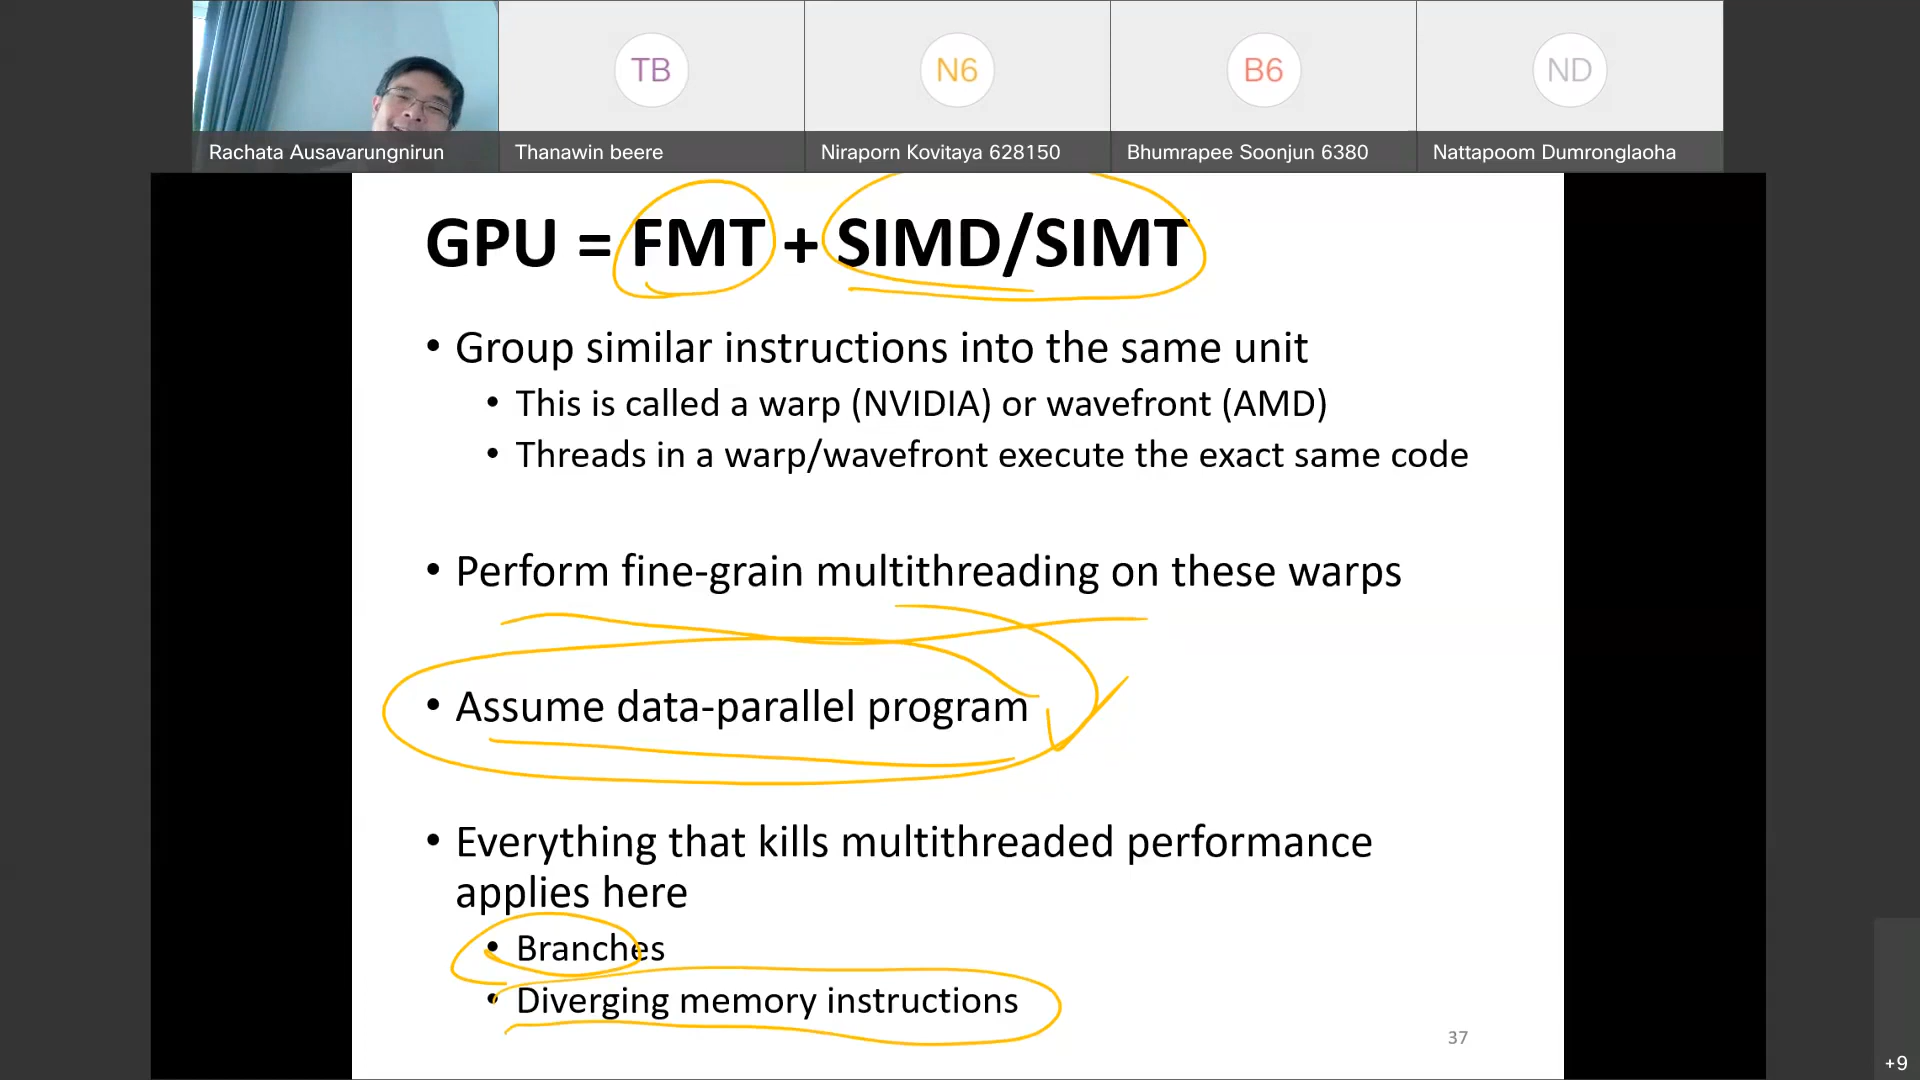 TB
N6
B6
ND
Rachata Ausavarungnirun
Thanawin beere
Niraporn Kovitaya 628150
Bhumrapee Soonjun 6380
Nattapoom Dumronglaoha
GPU = FMT + SIMD/SIMT
• Group similar instructions into the same unit
• This is called a warp (NVIDIA) or wavefront (AMD)
• Threads in a warp/wavefront execute the exact same code
• Perform fine-grain multithreading on these warps
• Assume data-parallel program
• Everything that kills multithreaded performance
applies here
• Branches
• Diverging memory instructions
37
+9